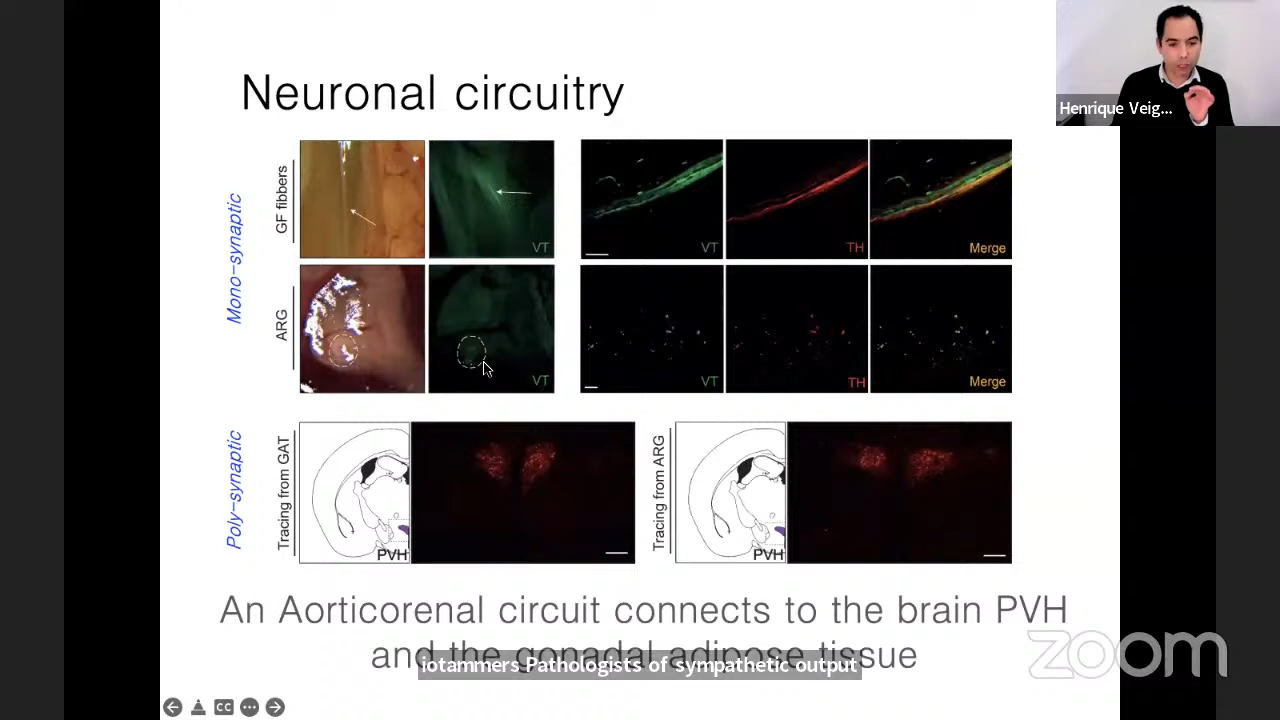 Neuronal circuitry
Henrique Veig...
Mono-synaptic
GF fibbers
VT
VT
TH
Merge
ARG
VT
VT
TH
Merge
Poly-synaptic
Tracing from GAT
PVH
Tracing from ARG
PVH
An Aorticorenal circuit connects to the brain PVH
and the gonadal adipose tissue
iotammers Pathologists of sympathetic output
zoom
CC